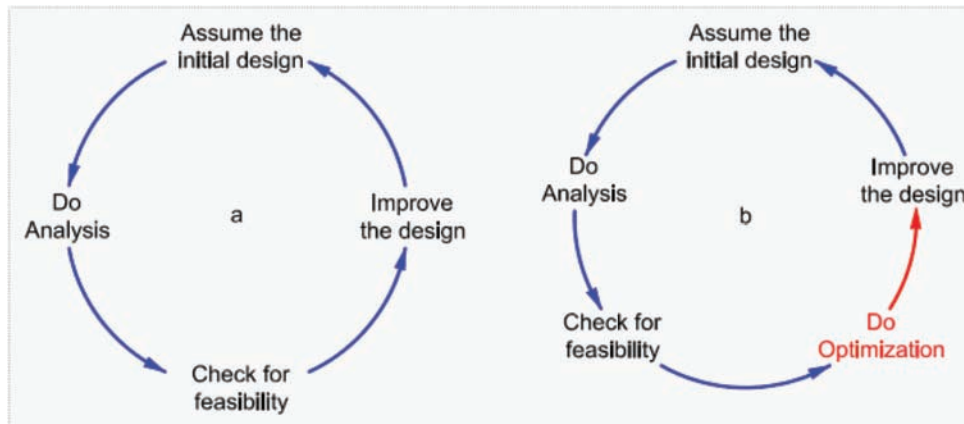 Assume the
initial design
Do
Analysis
a
Improve
the design
Check for
feasibility
Assume the
initial design
Do
Analysis
b
Improve
the design
Check for
feasibility
Do
Optimization